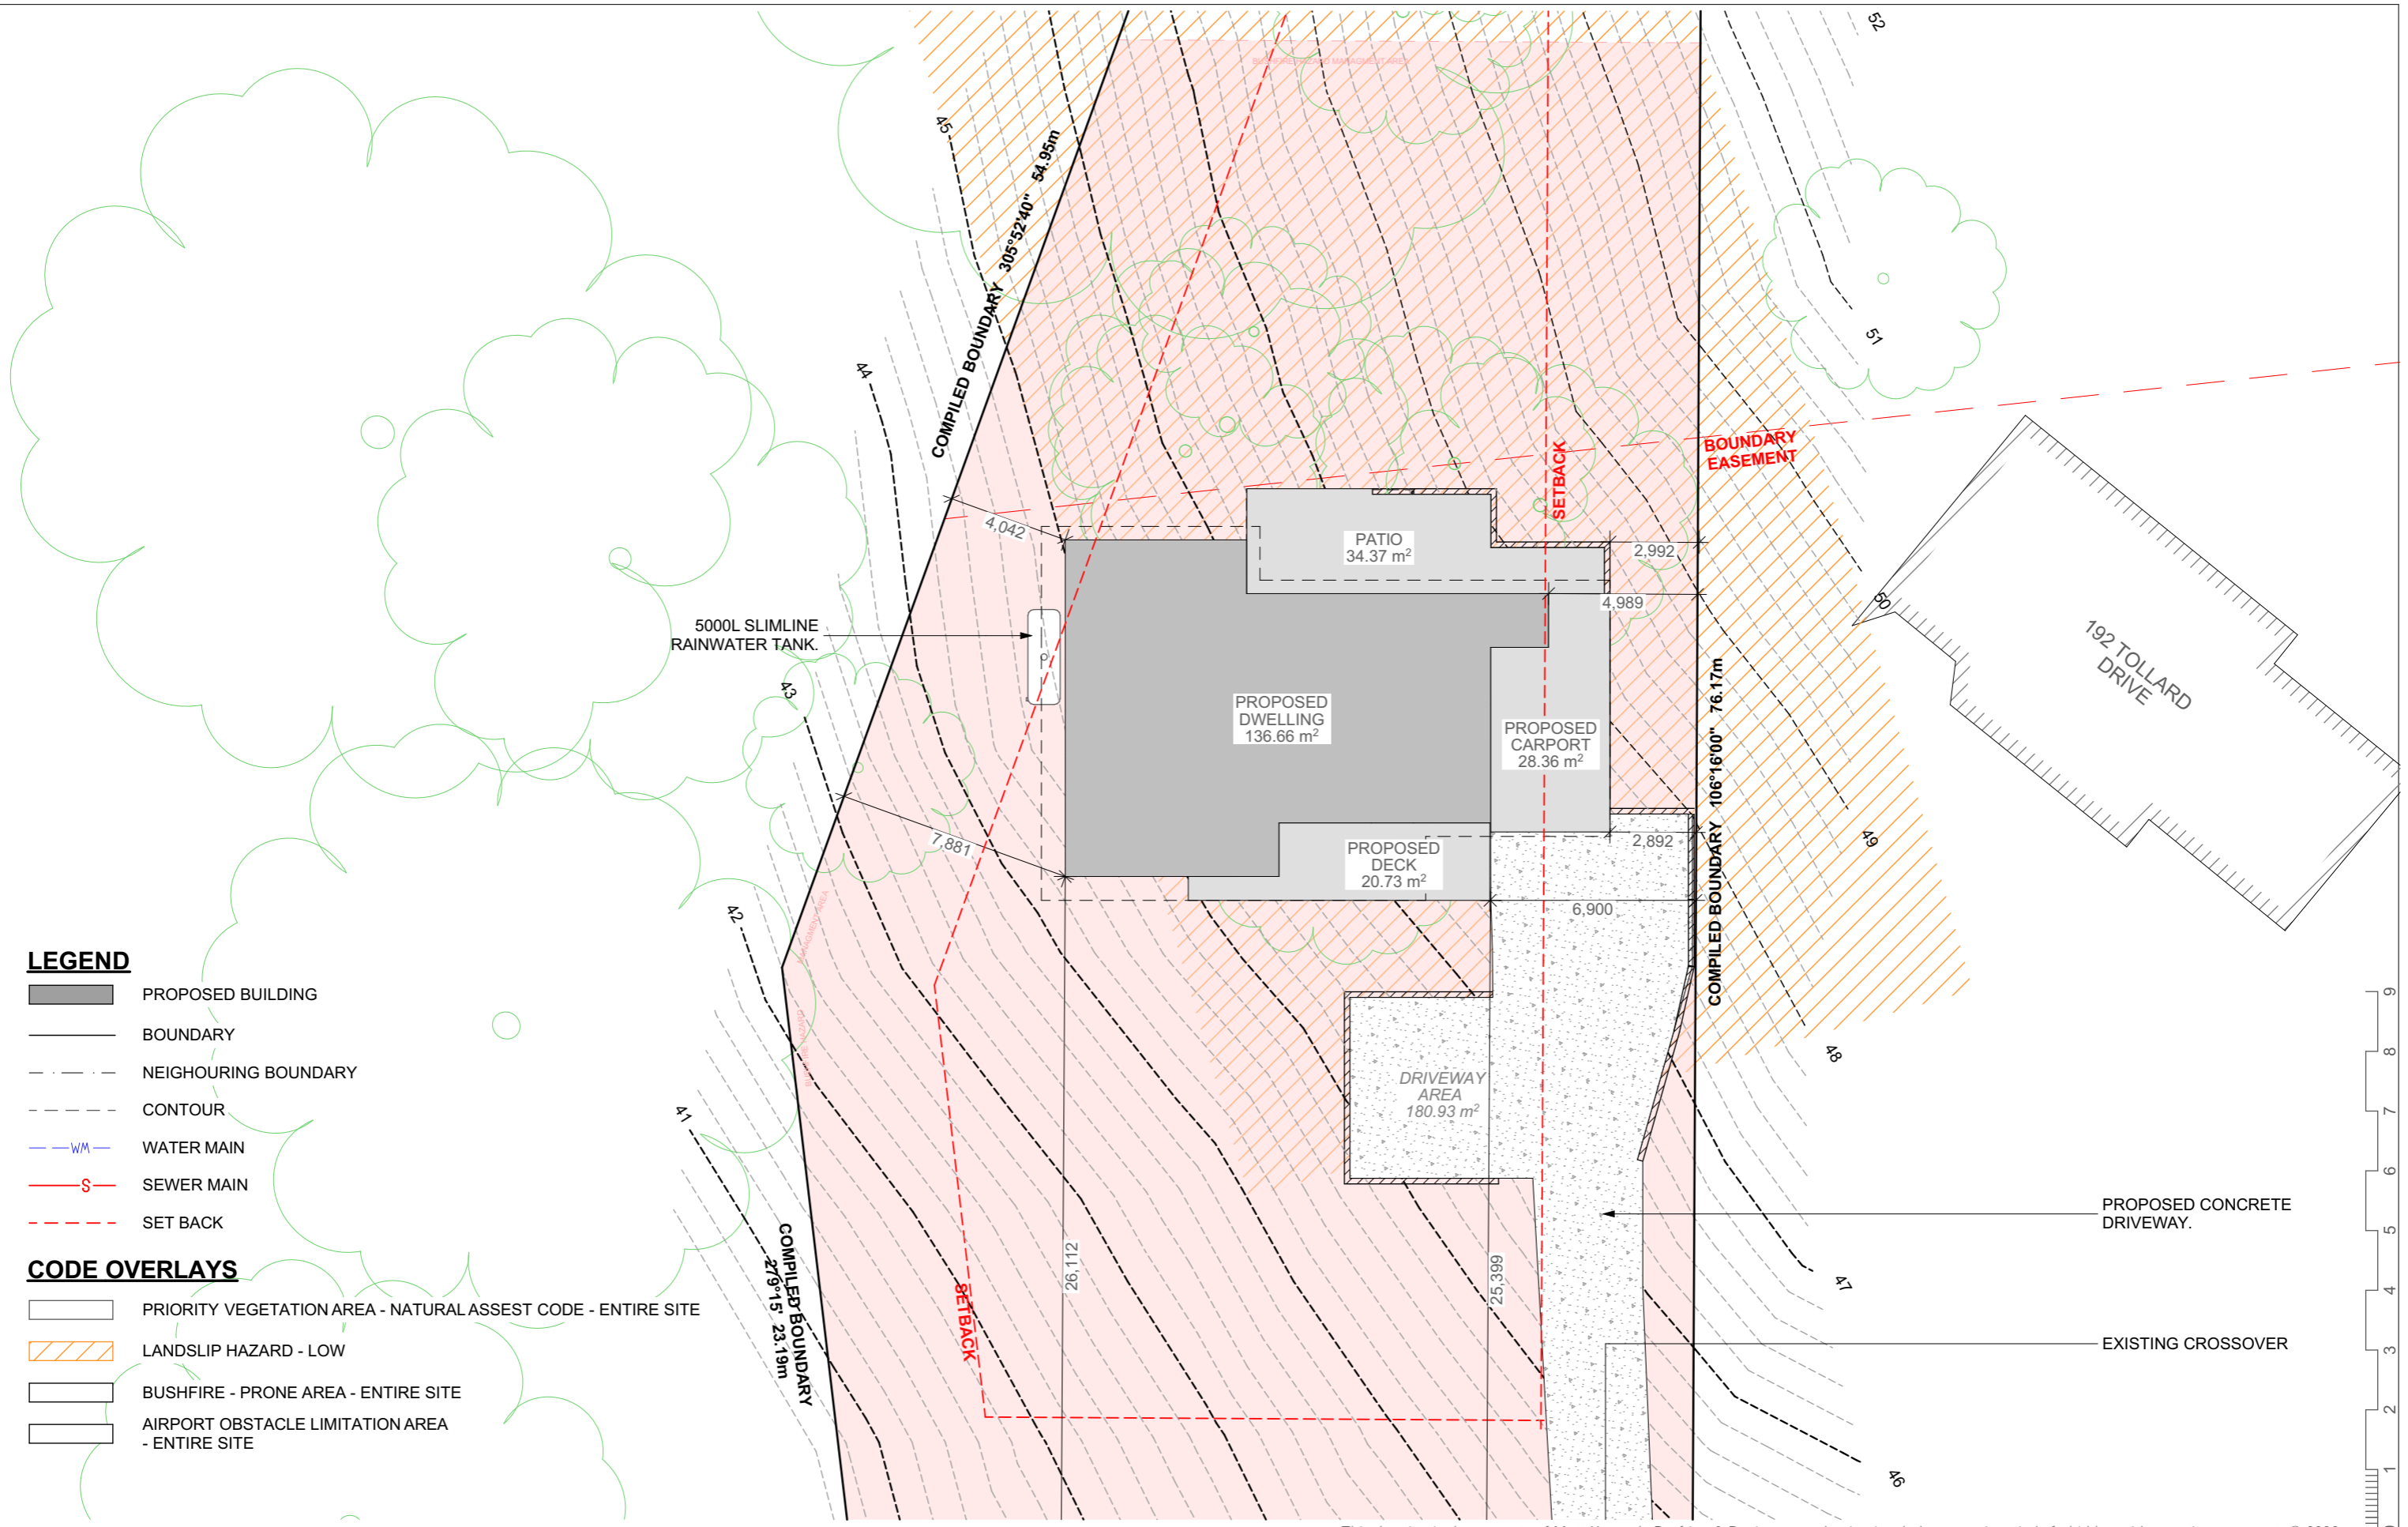 52
BUSHFIRE HAZARD MANAGMENT AREA
45
COMPILED BOUNDARY 305°52'40" 54.95m
51
44
BOUNDARY
EASEMENT
SETBACK
4,042
PATIO
34.37 m²
2,992
4,989
50
5000L SLIMLINE
RAINWATER TANK.
192 TOLLARD
DRIVE
43
PROPOSED
DWELLING
136.66 m²
PROPOSED
CARPORT
28.36 m²
COMPILED BOUNDARY 106°16'00" 76.17m
7,881
PROPOSED
DECK
20.73 m²
2,892
49
42
6,900
LEGEND
PROPOSED BUILDING
BOUNDARY
NEIGHOURING BOUNDARY
CONTOUR
WM
WATER MAIN
S
SEWER MAIN
SET BACK
48
DRIVEWAY
AREA
180.93 m²
41
PROPOSED CONCRETE
DRIVEWAY.
26,112
25,399
47
SETBACK
COMPILED BOUNDARY
279°15' 23.19m
CODE OVERLAYS
PRIORITY VEGETATION AREA - NATURAL ASSEST CODE - ENTIRE SITE
LANDSLIP HAZARD - LOW
BUSHFIRE - PRONE AREA - ENTIRE SITE
AIRPORT OBSTACLE LIMITATION AREA
- ENTIRE SITE
EXISTING CROSSOVER
46
9
8
7
6
5
4
3
2
1